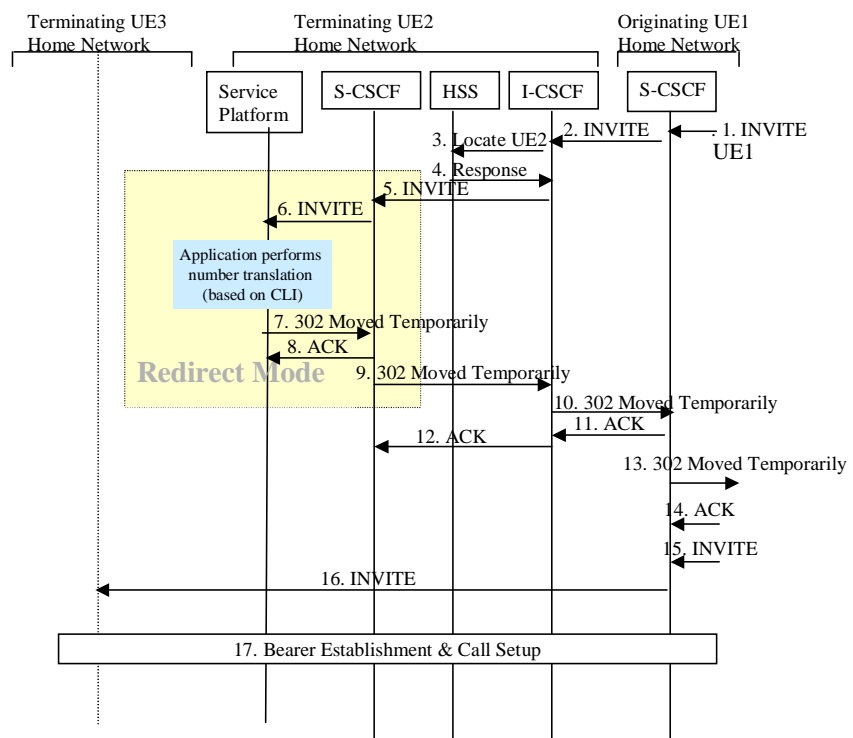 Terminating UE3
Home Network
Terminating UE2
Home Network
Originating UE1
Home Network
Service
Platform
S-CSCF
HSS
I-CSCF
S-CSCF
1. INVITE
UE1
2. INVITE
3. Locate UE2
4. Response
5. INVITE
6. INVITE
Application performs
number translation
(based on CLI)
7. 302 Moved Temporarily
8. ACK
Redirect Mode
9. 302 Moved Temporarily
10. 302 Moved Temporarily
11. ACK
12. ACK
13. 302 Moved Temporarily
14. ACK
15. INVITE
16. INVITE
17. Bearer Establishment & Call Setup